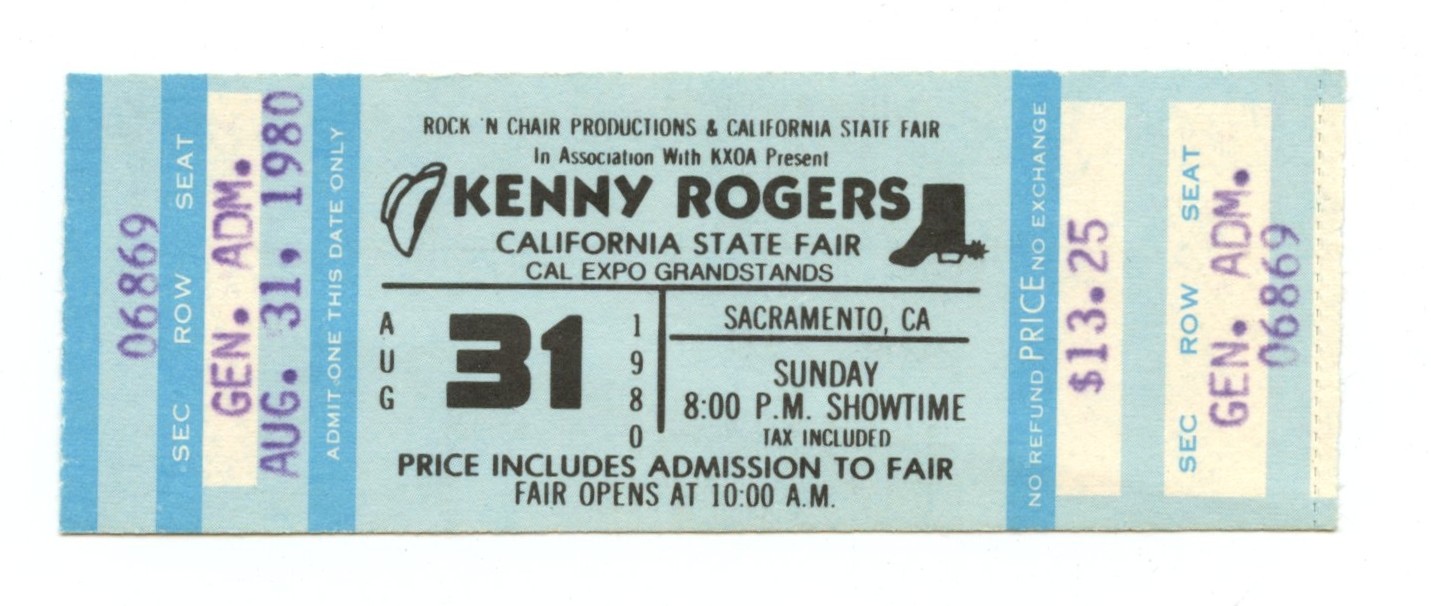 06869
SEC ROW SEAT
GEN. ADM.
AUG. 31, 1980
ADMIT ONE THIS DATE ONLY
ROCK 'N CHAIR PRODUCTIONS & CALIFORNIA STATE FAIR
In Association With KXOA Present
KENNY ROGERS
CALIFORNIA STATE FAIR
CAL EXPO GRANDSTANDS
AUG 31 1980
SACRAMENTO, CA
SUNDAY
8:00 P.M. SHOWTIME
TAX INCLUDED
PRICE INCLUDES ADMISSION TO FAIR
FAIR OPENS AT 10:00 A.M.
NO REFUND PRICE NO EXCHANGE
$13.25
SEC ROW SEAT
GEN. ADM.
06869